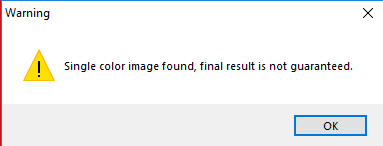 Warning
Single color image found, final result is not guaranteed.
OK